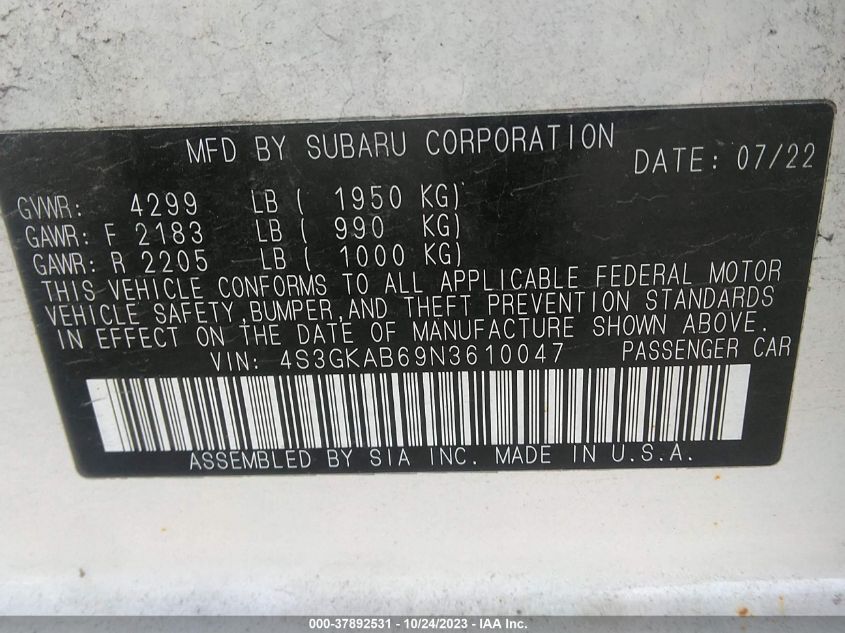 MFD BY SUBARU CORPORATION DATE: 07/22
GVWR: 4299 LB ( 1950 KG)
GAWR: F 2183 LB ( 990 KG)
GAWR: R 2205 LB ( 1000 KG)
THIS VEHICLE CONFORMS TO ALL APPLICABLE FEDERAL MOTOR
VEHICLE SAFETY,BUMPER,AND THEFT PREVENTION STANDARDS
IN EFFECT ON THE DATE OF MANUFACTURE SHOWN ABOVE.
VIN: 4S3GKAB69N3610047 PASSENGER CAR
ASSEMBLED BY SIA INC. MADE IN U.S.A.
000-37892531 - 10/24/2023 - IAA Inc.